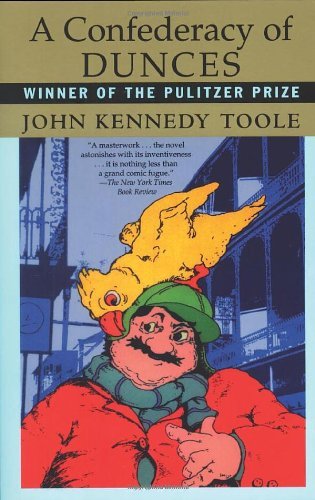 A Confederacy of
DUNCES
WINNER OF THE PULITZER PRIZE
JOHN KENNEDY TOOLE
"A masterwork . . . the novel
astonishes with its inventiveness
. . . it is nothing less than
a grand comic fugue."
—The New York Times
Book Review